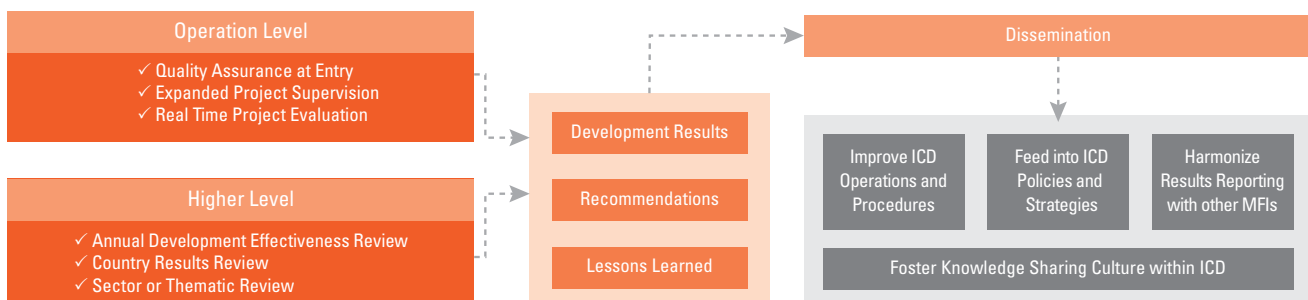 Operation Level
✓ Quality Assurance at Entry
✓ Expanded Project Supervision
✓ Real Time Project Evaluation
Higher Level
✓ Annual Development Effectiveness Review
✓ Country Results Review
✓ Sector or Thematic Review
Development Results
Recommendations
Lessons Learned
Dissemination
Improve ICD
Operations and
Procedures
Feed into ICD
Policies and
Strategies
Harmonize
Results Reporting
with other MFIs
Foster Knowledge Sharing Culture within ICD